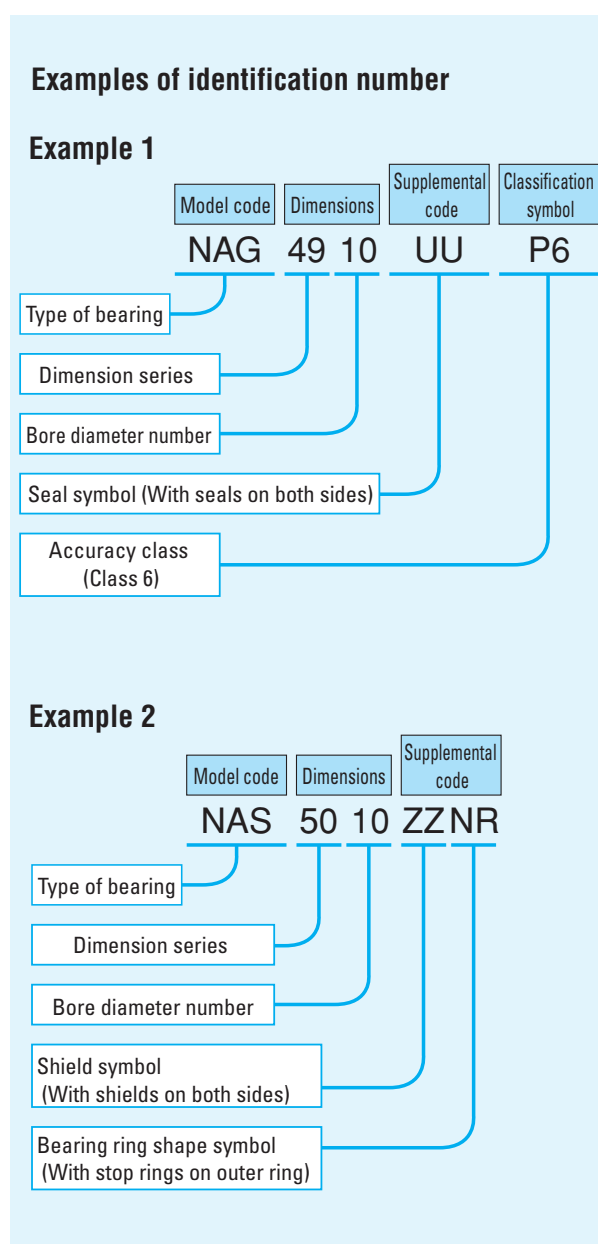 Examples of identification number
Example 1
Model code Dimensions Supplemental code Classification symbol
NAG 49 10 UU P6
Type of bearing
Dimension series
Bore diameter number
Seal symbol (With seals on both sides)
Accuracy class
(Class 6)
Example 2
Model code Dimensions Supplemental code
NAS 50 10 ZZ NR
Type of bearing
Dimension series
Bore diameter number
Shield symbol
(With shields on both sides)
Bearing ring shape symbol
(With stop rings on outer ring)